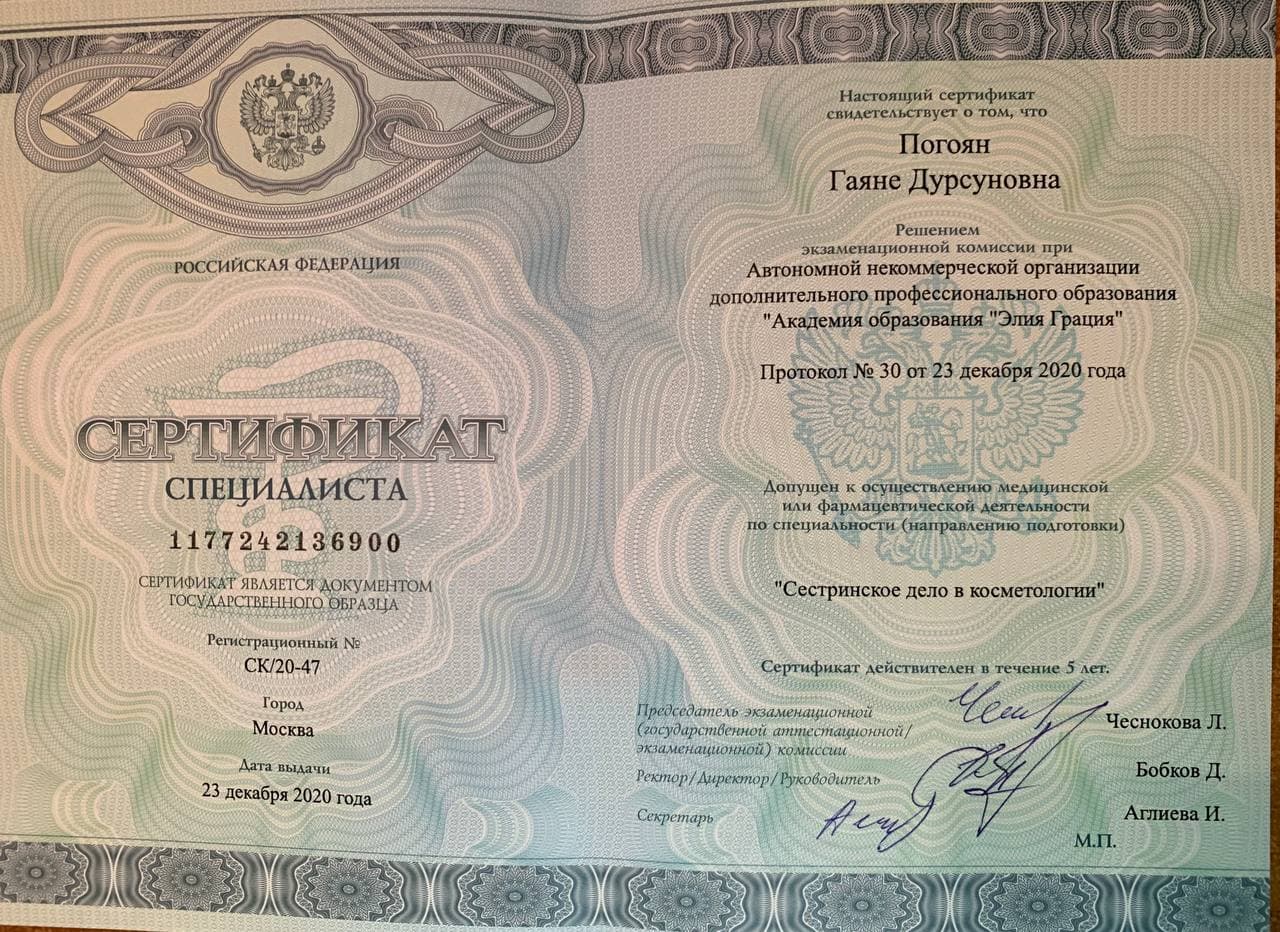 РОССИЙСКАЯ ФЕДЕРАЦИЯ
СЕРТИФИКАТ
СПЕЦИАЛИСТА
1177242136900
СЕРТИФИКАТ ЯВЛЯЕТСЯ ДОКУМЕНТОМ
ГОСУДАРСТВЕННОГО ОБРАЗЦА
Регистрационный №
СК/20-47
Город
Москва
Дата выдачи
23 декабря 2020 года
Настоящий сертификат
свидетельствует о том, что
Погоян
Гаяне Дурсуновна
Решением
экзаменационной комиссии при
Автономной некоммерческой организации
дополнительного профессионального образования
"Академия образования "Элия Грация"
Протокол № 30 от 23 декабря 2020 года
Допущен к осуществлению медицинской
или фармацевтической деятельности
по специальности (направлению подготовки)
"Сестринское дело в косметологии"
Сертификат действителен в течение 5 лет.
Председатель экзаменационной
(государственной аттестационной/
экзаменационной) комиссии
Чеснокова Л.
Ректор/Директор/Руководитель
Бобков Д.
Секретарь
Аглиева И.
М.П.